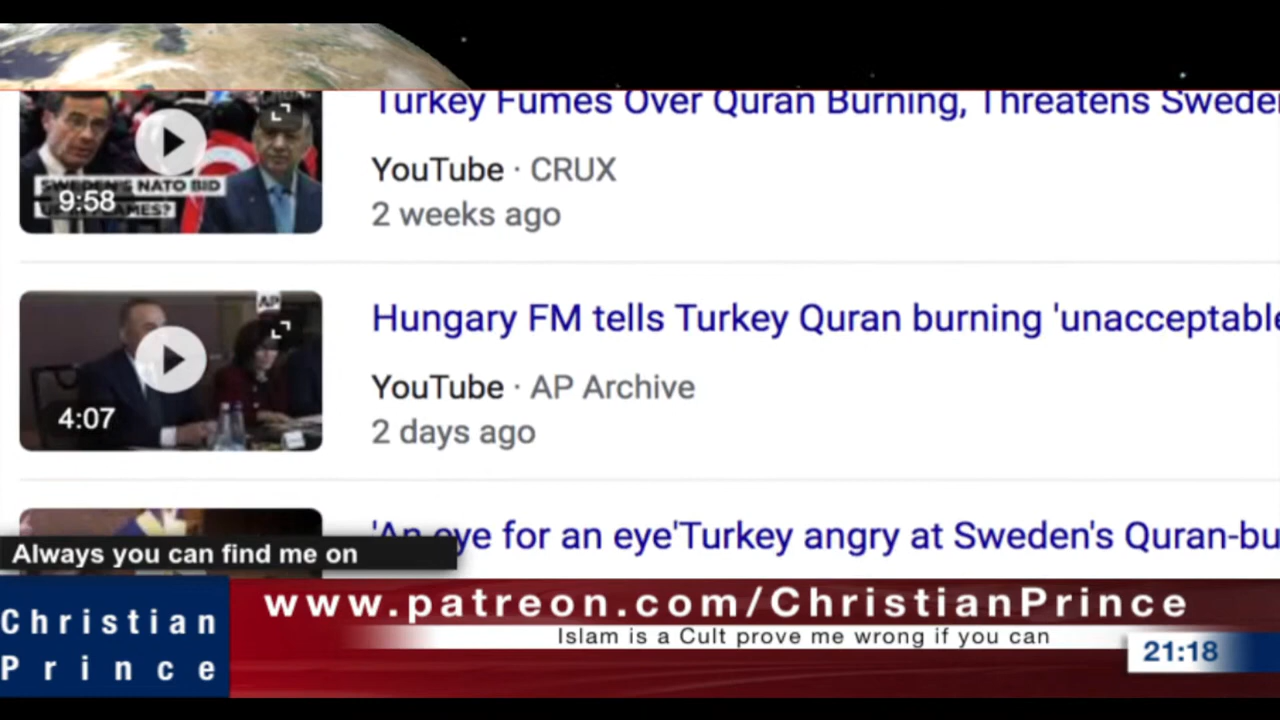 Turkey Fumes Over Quran Burning, Threatens Sweden
SWEDEN'S NATO BID
9:58
YouTube · CRUX
2 weeks ago
AP
Hungary FM tells Turkey Quran burning 'unacceptable
4:07
YouTube · AP Archive
2 days ago
'An eye for an eye'Turkey angry at Sweden's Quran-bu
Always you can find me on
Christian
Prince
www.patreon.com/ChristianPrince
Islam is a Cult prove me wrong if you can
21:18